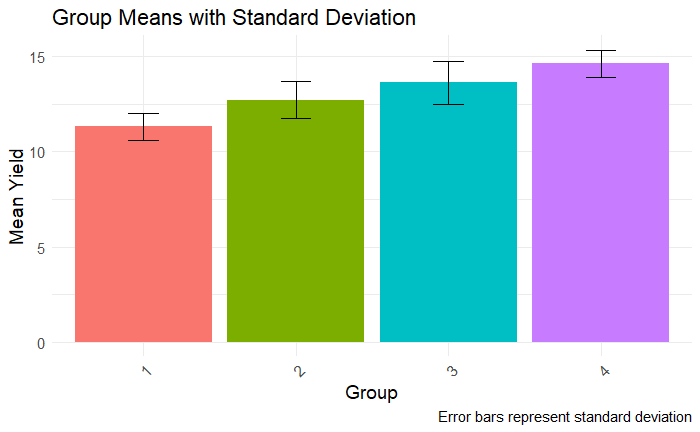 Group Means with Standard Deviation
15
10
5
0
Mean Yield
1 2 3 4
Group
Error bars represent standard deviation